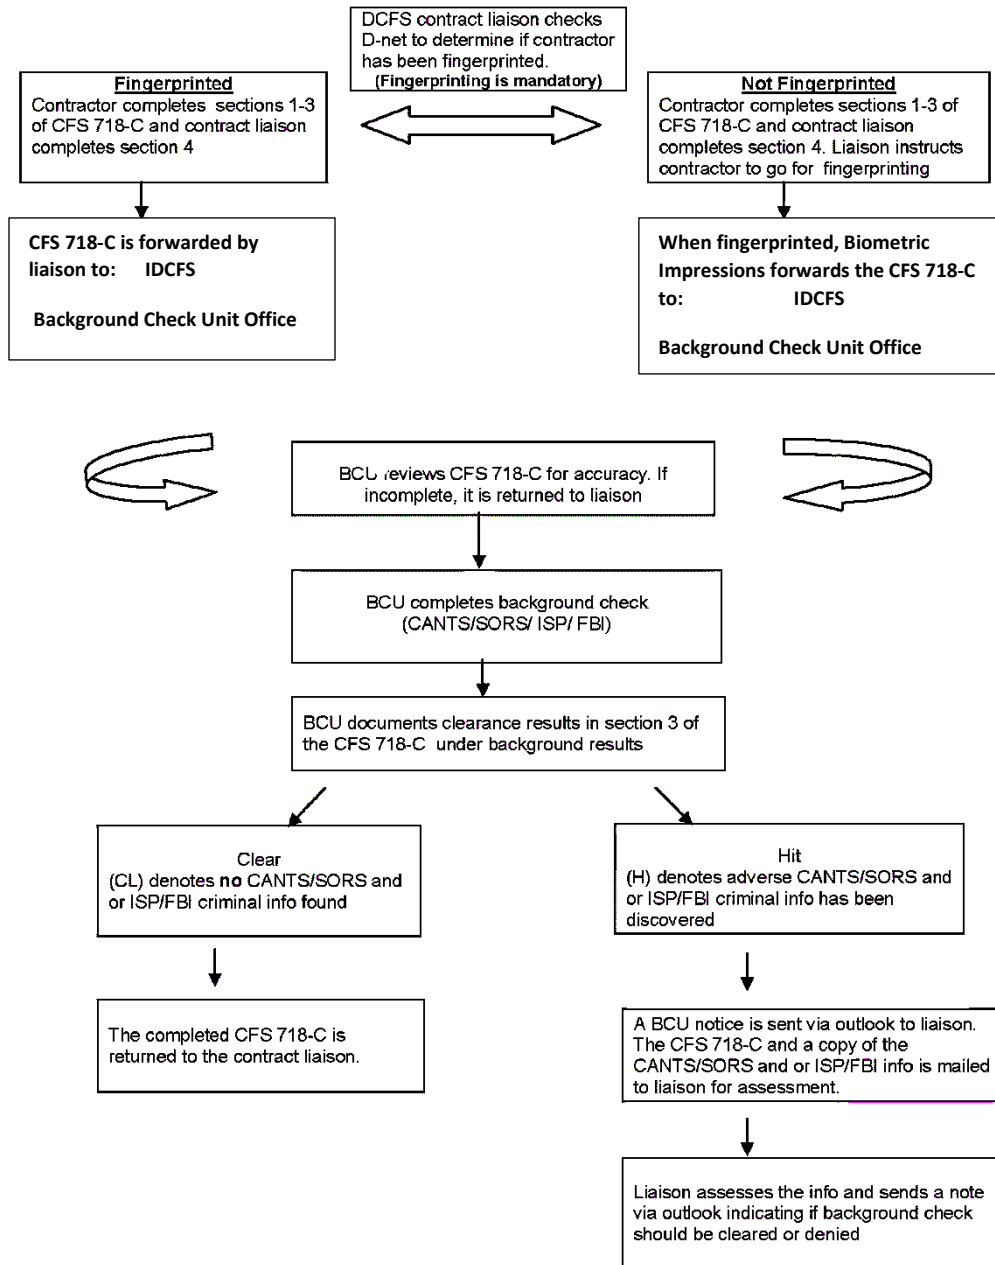 DCFS contract liaison checks
D-net to determine if contractor
has been fingerprinted.
(Fingerprinting is mandatory)
Fingerprinted
Contractor completes sections 1-3
of CFS 718-C and contract liaison
completes section 4
Not Fingerprinted
Contractor completes sections 1-3 of
CFS 718-C and contract liaison
completes section 4. Liaison instructs
contractor to go for fingerprinting
CFS 718-C is forwarded by
liaison to: IDCFS
Background Check Unit Office
When fingerprinted, Biometric
Impressions forwards the CFS 718-C
to: IDCFS
Background Check Unit Office
BCU reviews CFS 718-C for accuracy. If
incomplete, it is returned to liaison
BCU completes background check
(CANTS/SORS/ ISP/ FBI)
BCU documents clearance results in section 3 of
the CFS 718-C under background results
Clear
(CL) denotes no CANTS/SORS and
or ISP/FBI criminal info found
Hit
(H) denotes adverse CANTS/SORS and
or ISP/FBI criminal info has been
discovered
The completed CFS 718-C is
returned to the contract liaison.
A BCU notice is sent via outlook to liaison.
The CFS 718-C and a copy of the
CANTS/SORS and or ISP/FBI info is mailed
to liaison for assessment.
Liaison assesses the info and sends a note
via outlook indicating if background check
should be cleared or denied